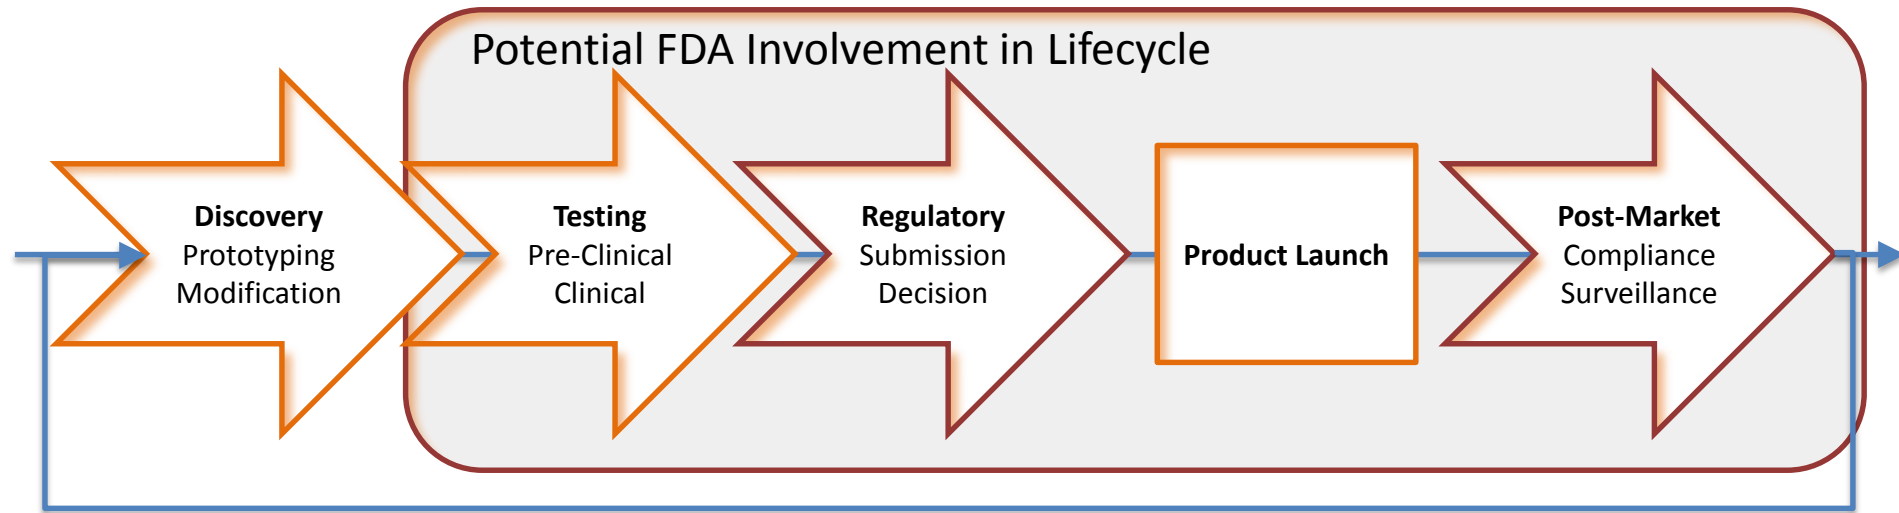 Potential FDA Involvement in Lifecycle
Discovery
Prototyping
Modification
Testing
Pre-Clinical
Clinical
Regulatory
Submission
Decision
Product Launch
Post-Market
Compliance
Surveillance